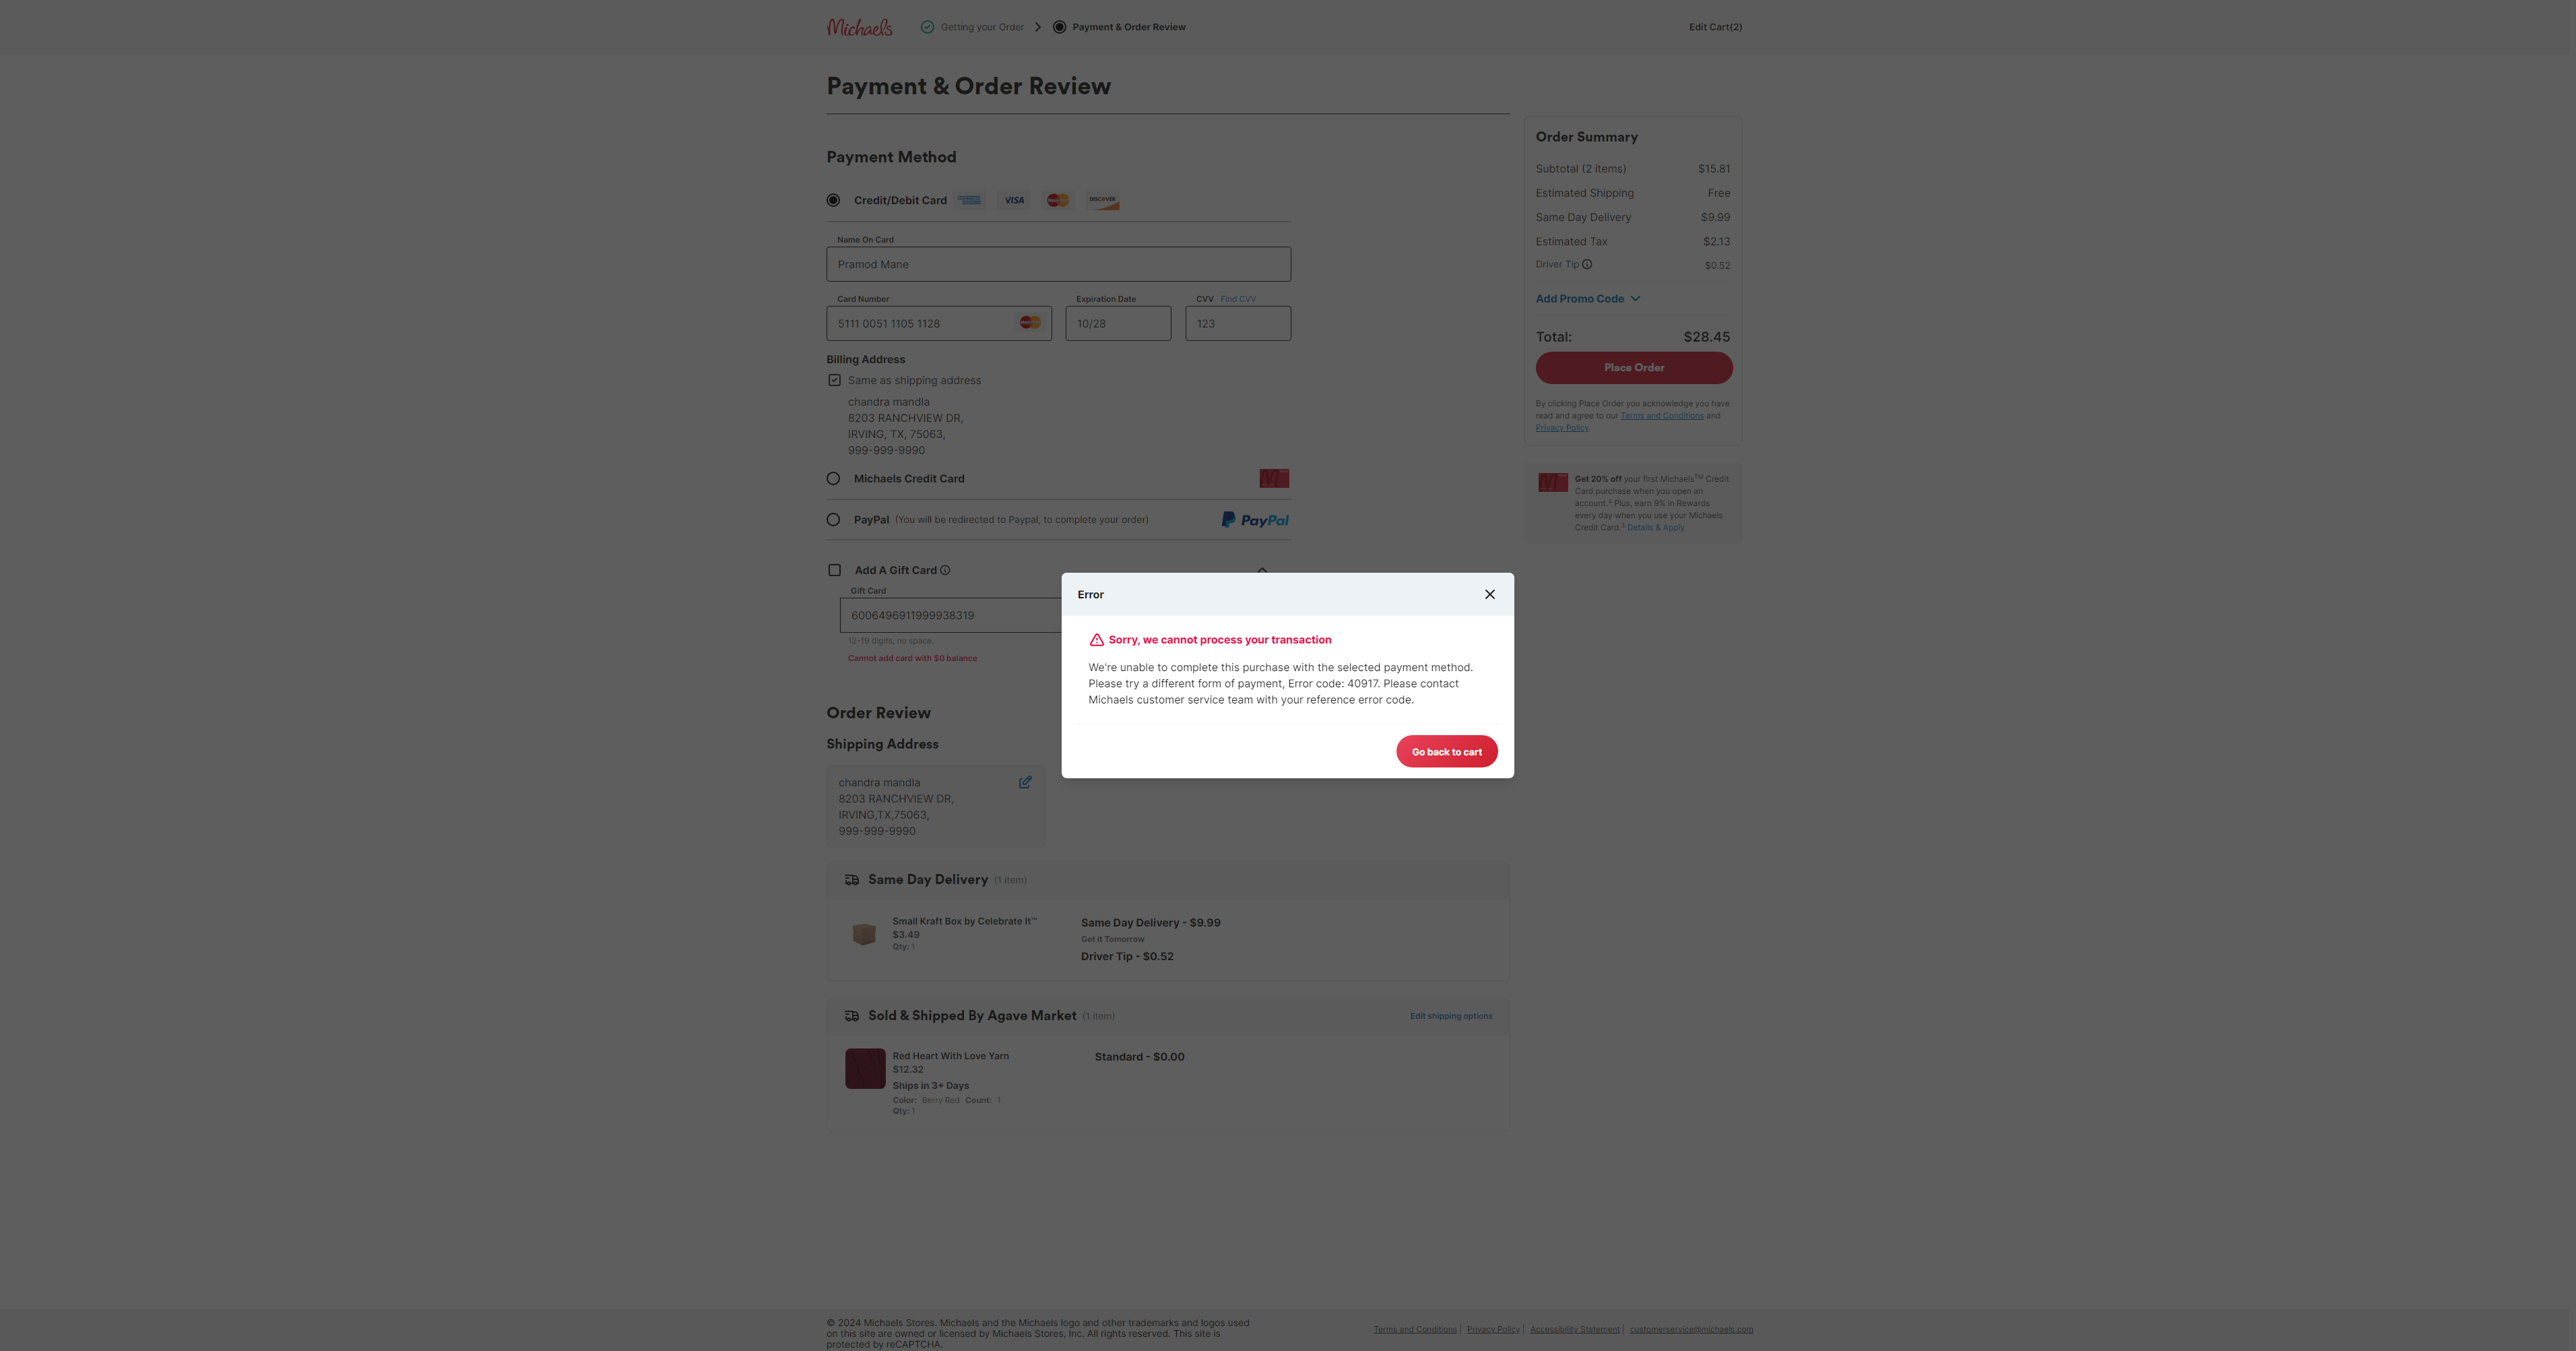 Michaels
Getting your Order
Payment & Order Review
Edit Cart(2)
Payment & Order Review
Payment Method
Credit/Debit Card
VISA
DISCOVER
Name On Card
Pramod Mane
Card Number
Expiration Date
CVV Find CVV
5111 0051 1105 1128
10/28
123
Billing Address
Same as shipping address
chandra mandla
8203 RANCHVIEW DR,
IRVING, TX, 75063,
999-999-9990
Michaels Credit Card
PayPal (You will be redirected to Paypal, to complete your order)
PayPal
Add A Gift Card
Gift Card
6006496911999938319
12-19 digits, no space.
Cannot add card with $0 balance
Order Summary
Subtotal (2 items) $15.81
Estimated Shipping Free
Same Day Delivery $9.99
Estimated Tax $2.13
Driver Tip $0.52
Add Promo Code
Total: $28.45
Place Order
By clicking Place Order you acknowledge you have
read and agree to our Terms and Conditions and
Privacy Policy.
Get 20% off your first Michaels™ Credit
Card purchase when you open an
account.⁴ Plus, earn 9% in Rewards
every day when you use your Michaels
Credit Card.³ Details & Apply
Error
Sorry, we cannot process your transaction
We're unable to complete this purchase with the selected payment method.
Please try a different form of payment, Error code: 40917. Please contact
Michaels customer service team with your reference error code.
Go back to cart
Order Review
Shipping Address
chandra mandla
8203 RANCHVIEW DR,
IRVING,TX,75063,
999-999-9990
Same Day Delivery (1 item)
Small Kraft Box by Celebrate It™
$3.49
Qty: 1
Same Day Delivery - $9.99
Get it Tomorrow
Driver Tip - $0.52
Sold & Shipped By Agave Market (1 item)
Edit shipping options
Red Heart With Love Yarn
$12.32
Ships in 3+ Days
Color: Berry Red Count: 1
Qty: 1
Standard - $0.00
© 2024 Michaels Stores. Michaels and the Michaels logo and other trademarks and logos used
on this site are owned or licensed by Michaels Stores, Inc. All rights reserved. This site is
protected by reCAPTCHA.
Terms and Conditions | Privacy Policy | Accessibility Statement | customerservice@michaels.com